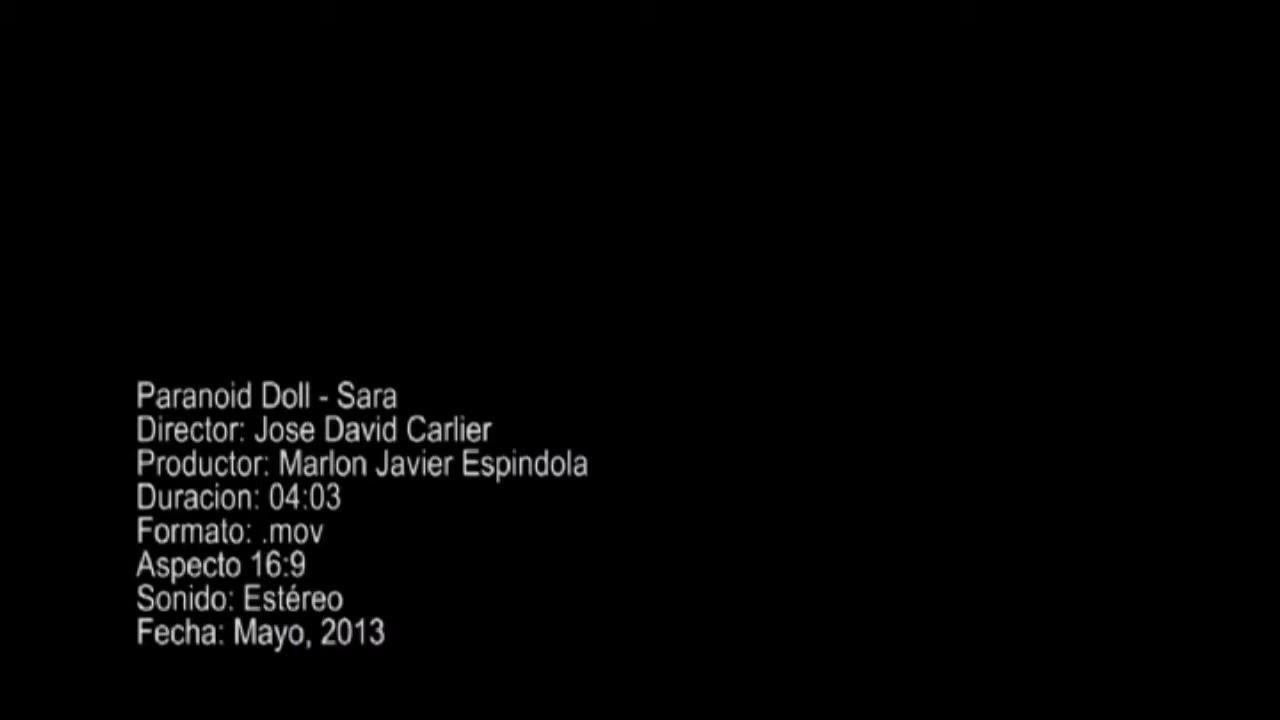 Paranoid Doll - Sara
Director: Jose David Carlier
Productor: Marlon Javier Espindola
Duracion: 04:03
Formato: .mov
Aspecto 16:9
Sonido: Estéreo
Fecha: Mayo, 2013